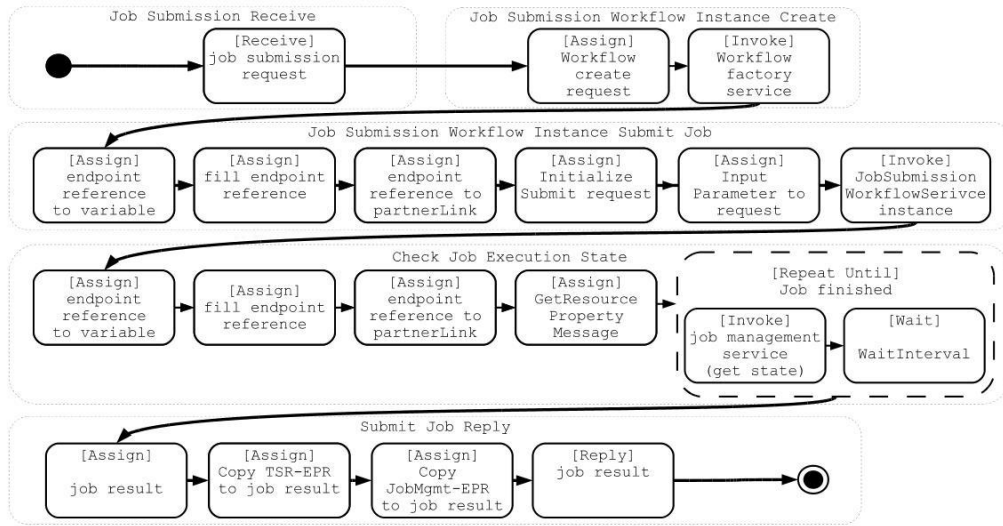 Job Submission Receive
[Receive]
job submission
request
Job Submission Workflow Instance Create
[Assign]
Workflow
create
request
[Invoke]
Workflow
factory
service
Job Submission Workflow Instance Submit Job
[Assign]
endpoint
reference
to variable
[Assign]
fill endpoint
reference
[Assign]
endpoint
reference to
partnerLink
[Assign]
Initialize
Submit request
[Assign]
Input
Parameter to
request
[Invoke]
JobSubmission
WorkflowSerivce
instance
Check Job Execution State
[Assign]
endpoint
reference
to variable
[Assign]
fill endpoint
reference
[Assign]
endpoint
reference to
partnerLink
[Assign]
GetResource
Property
Message
[Repeat Until]
Job finished
[Invoke]
job management
service
(get state)
[Wait]
WaitInterval
Submit Job Reply
[Assign]
job result
[Assign]
Copy TSR-EPR
to job result
[Assign]
Copy
JobMgmt-EPR
to job result
[Reply]
job result